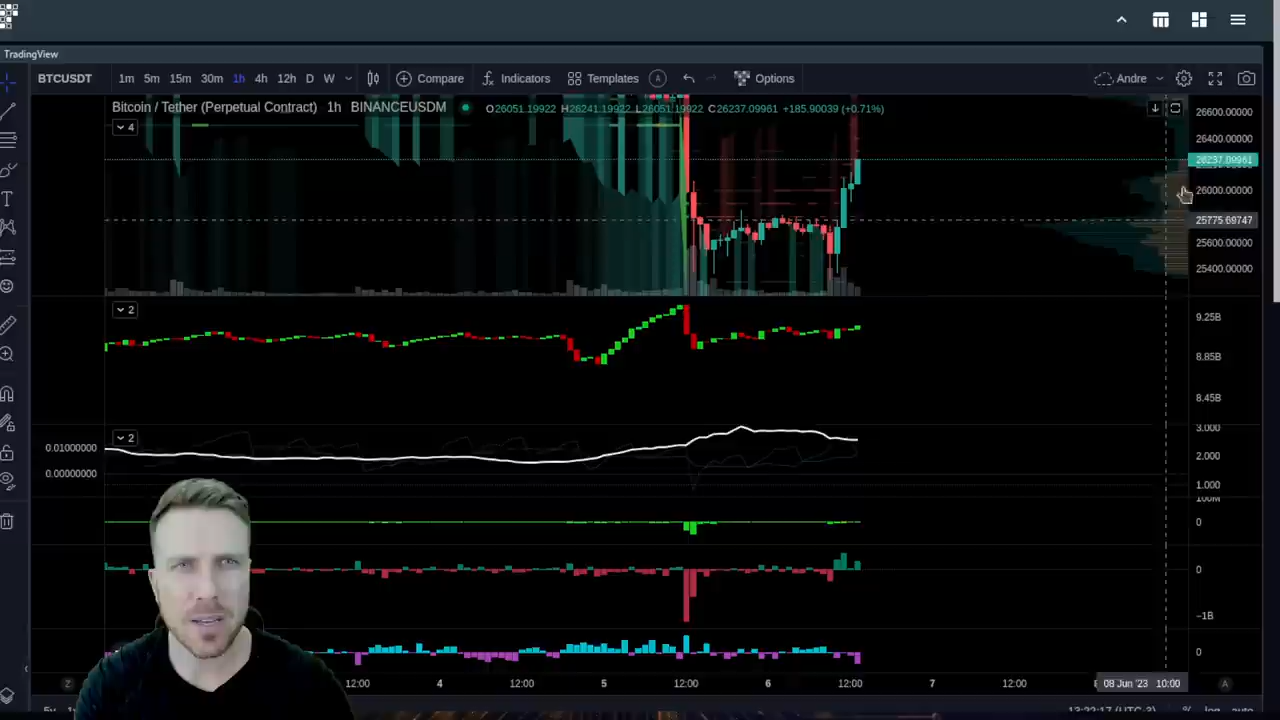 TradingView
BTCUSDT 1m 5m 15m 30m 1h 4h 12h D W Compare Indicators Templates A Options Andre
Bitcoin / Tether (Perpetual Contract) 1h BINANCEUSDM O26051.19922 H26241.19922 L26051.19922 C26237.09961 +185.90039 (+0.71%)
26600.00000
4
26400.00000
26237.09961
26000.00000
25775.69747
25600.00000
25400.00000
2
9.25B
8.85B
8.45B
2
3.000
0.01000000
2.000
0.00000000
1.000
100M
0
0
−1B
0
Z 12:00 4 12:00 5 12:00 6 12:00 7 12:00 08 Jun '23 10:00 A
13:22:17 (UTC-3) % log auto